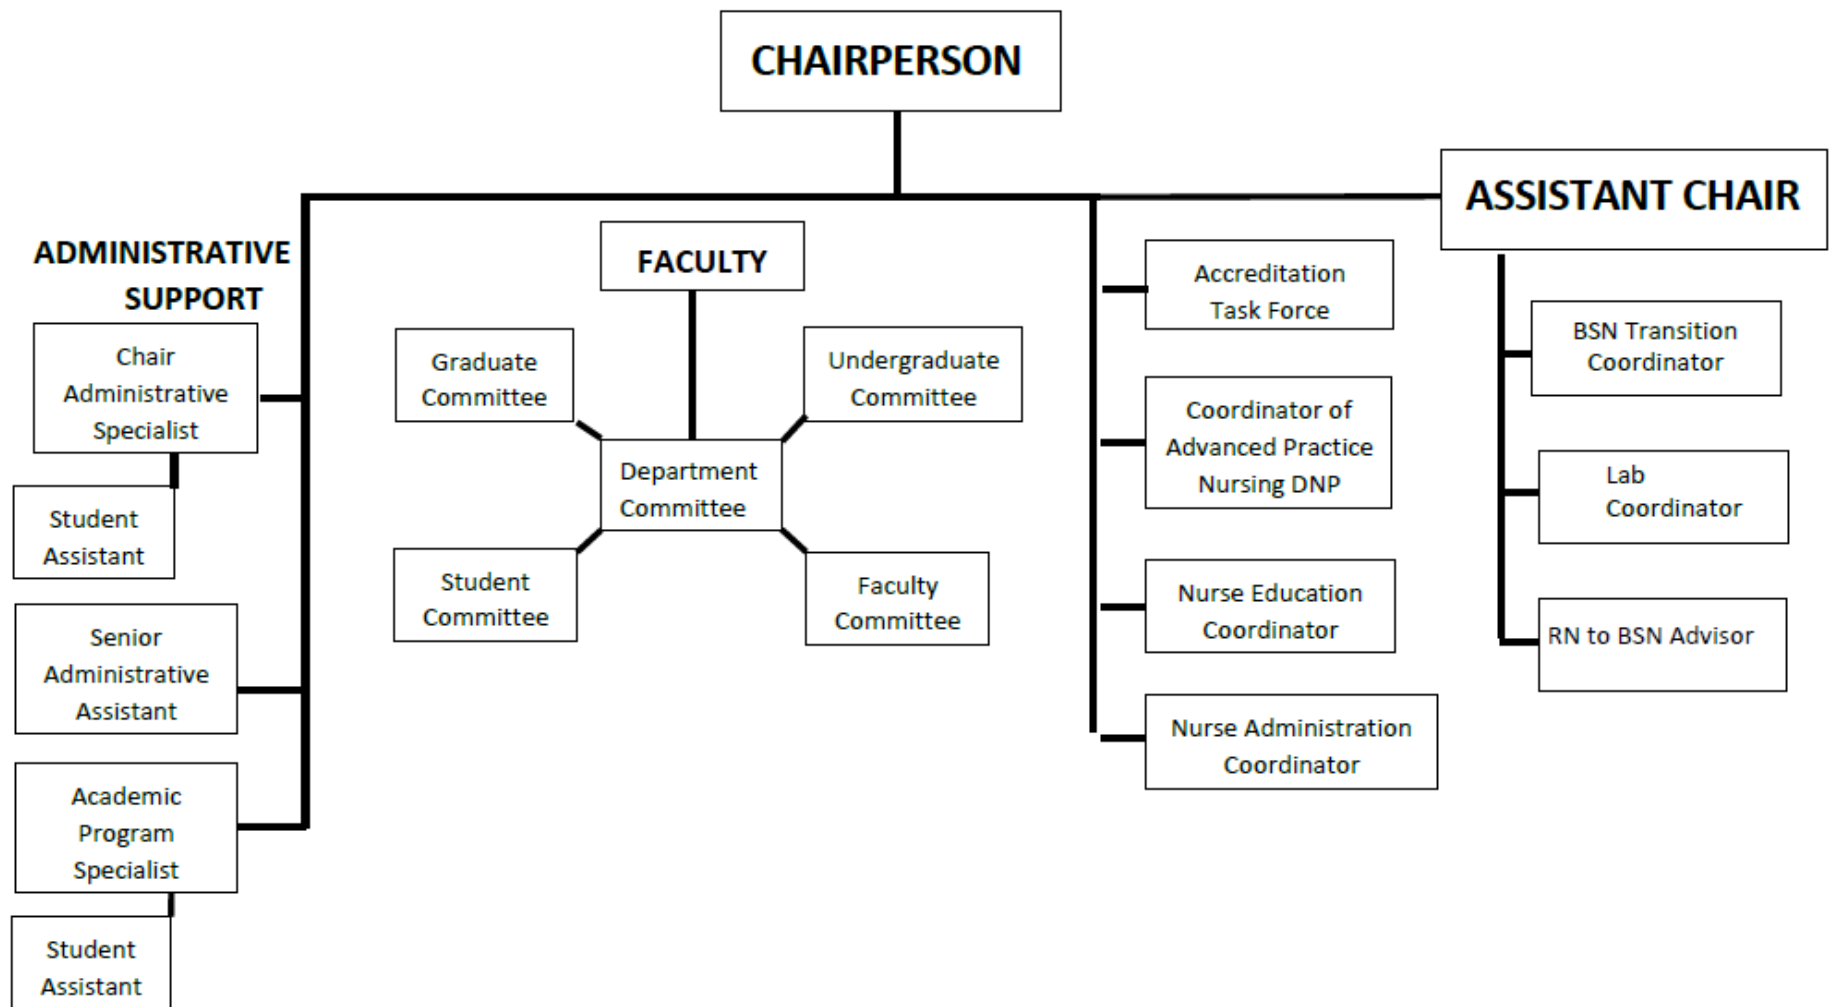 CHAIRPERSON
ASSISTANT CHAIR
ADMINISTRATIVE
SUPPORT
Chair
Administrative
Specialist
Student
Assistant
Senior
Administrative
Assistant
Academic
Program
Specialist
Student
Assistant
FACULTY
Graduate
Committee
Undergraduate
Committee
Department
Committee
Student
Committee
Faculty
Committee
Accreditation
Task Force
Coordinator of
Advanced Practice
Nursing DNP
Nurse Education
Coordinator
Nurse Administration
Coordinator
BSN Transition
Coordinator
Lab
Coordinator
RN to BSN Advisor